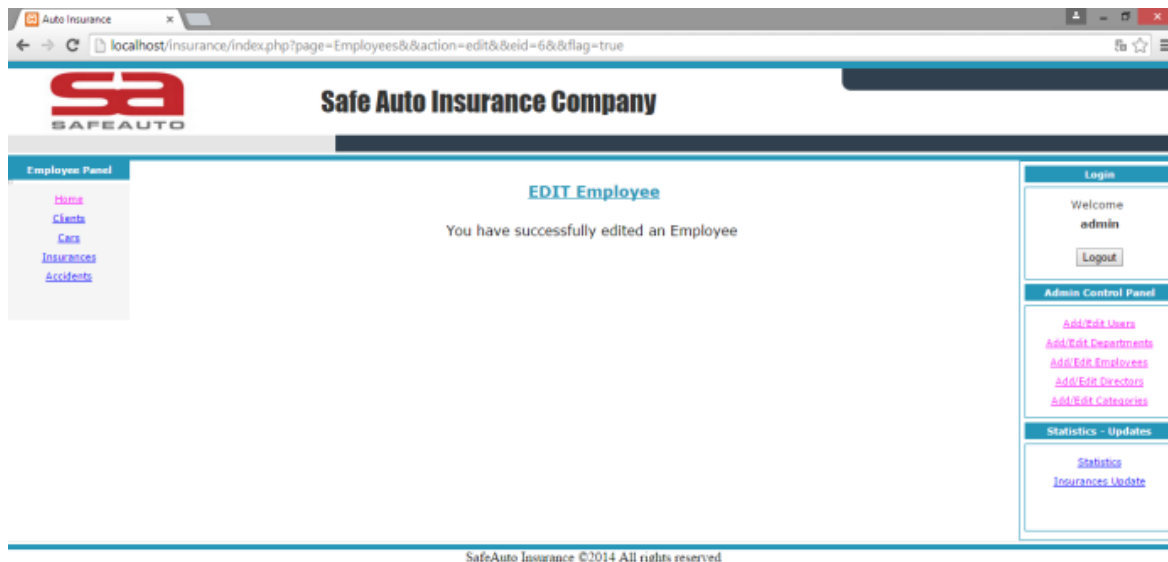 Auto Insurance
localhost/insurance/index.php?page=Employees&&action=edit&&eid=6&&flag=true
sa
SAFEAUTO
Safe Auto Insurance Company
Employee Panel
Home
Clients
Cars
Insurances
Accidents
EDIT Employee
You have successfully edited an Employee
Login
Welcome
admin
Logout
Admin Control Panel
Add/Edit Users
Add/Edit Departments
Add/Edit Employees
Add/Edit Directors
Add/Edit Categories
Statistics - Updates
Statistics
Insurances Update
SafeAuto Insurance ©2014 All rights reserved